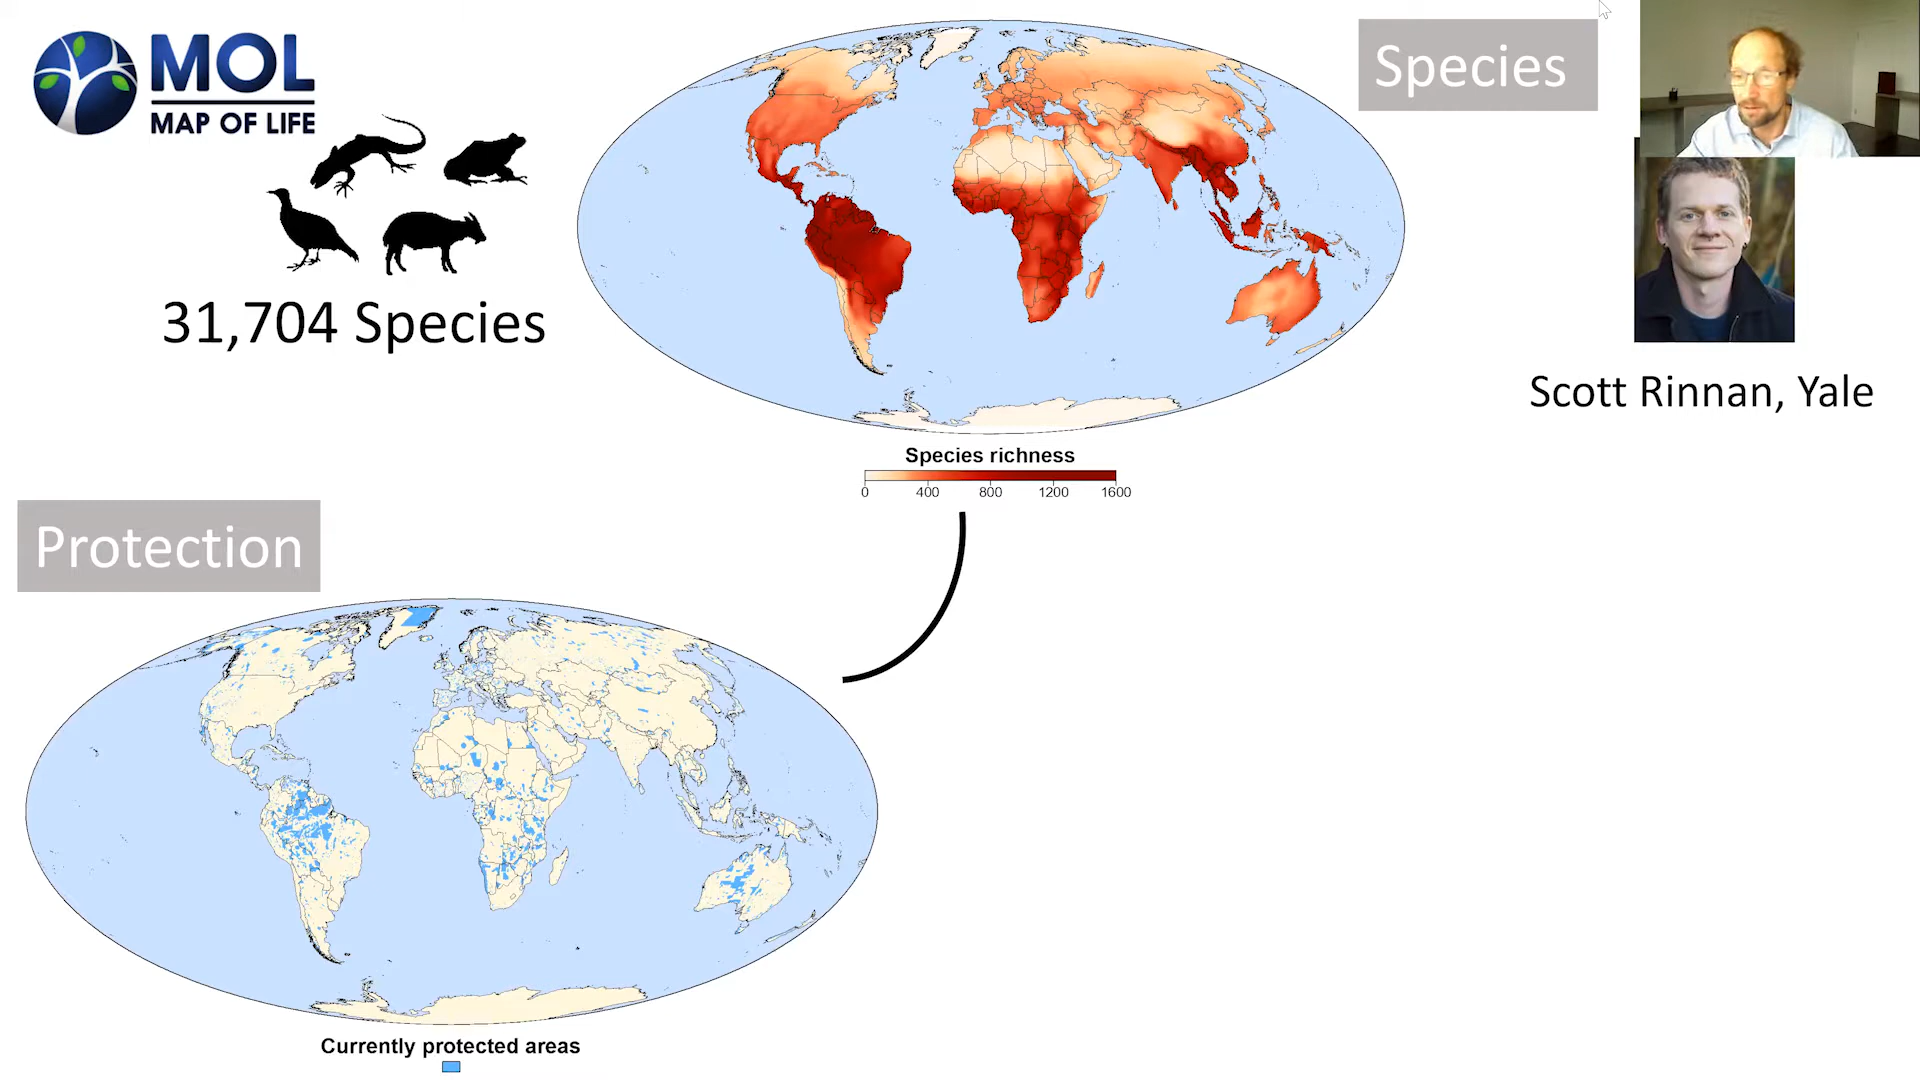 MOL
MAP OF LIFE
31,704 Species
Species
Scott Rinnan, Yale
Species richness
0 400 800 1200 1600
Protection
Currently protected areas